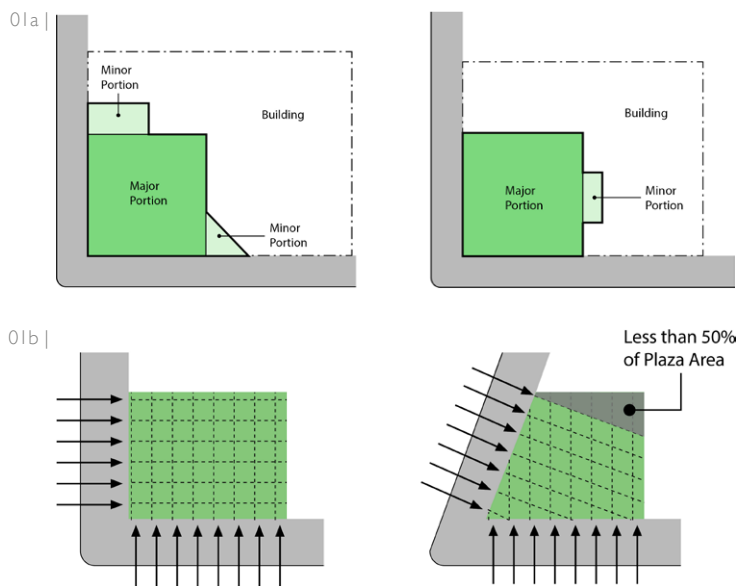 01a|
Minor
Portion
Building
Major
Portion
Minor
Portion
Building
Major
Portion
Minor
Portion
01b|
Less than 50%
of Plaza Area